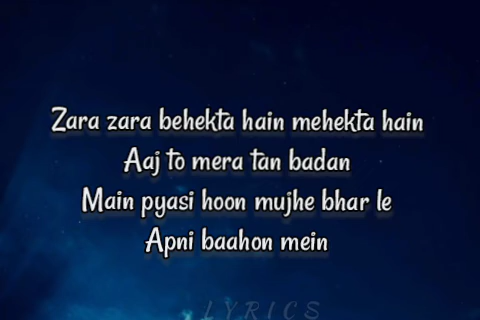 Zara zara behekta hain mehekta hain
Aaj to mera tan badan
Main pyasi hoon mujhe bhar le
Apni baahon mein
LYRICS